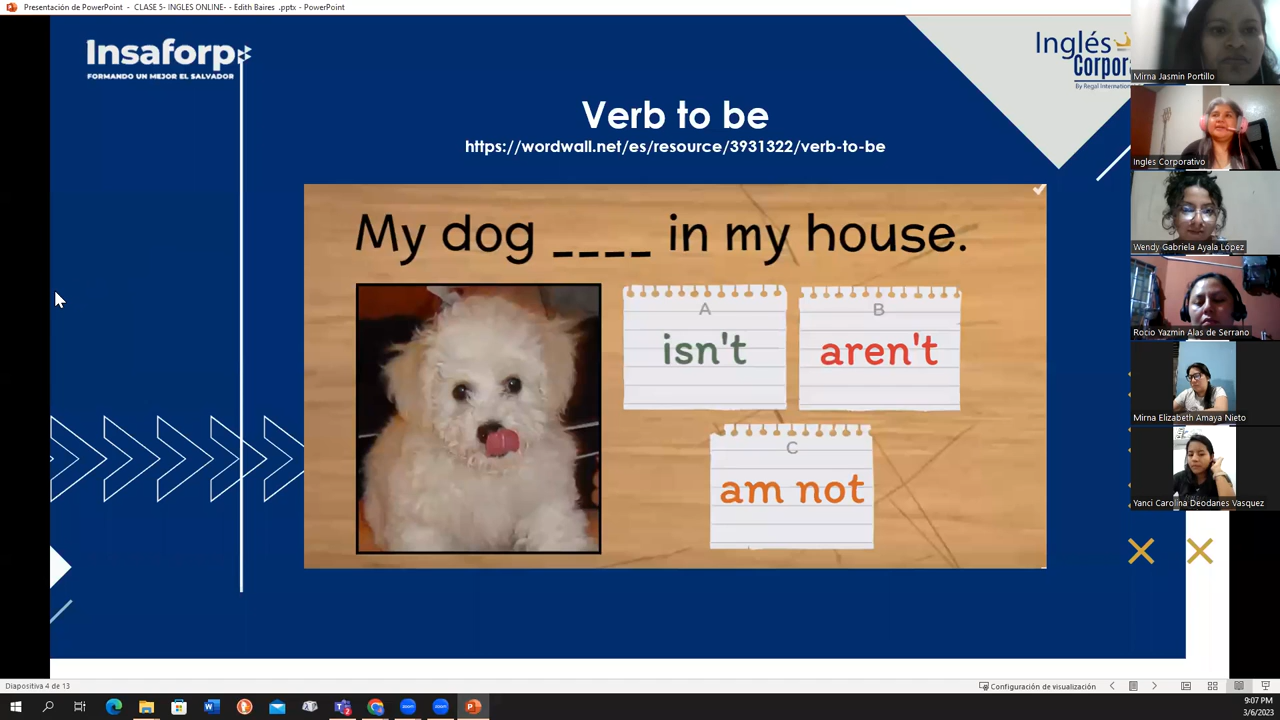 Presentación de PowerPoint - CLASE 5- INGLES ONLINE- - Edith Baires .pptx - PowerPoint
Insaforp
FORMANDO UN MEJOR EL SALVADOR
Inglés
By Regal
Verb to be
https://wordwall.net/es/resource/3931322/verb-to-be
My dog ____ in my house.
A
isn't
B
aren't
C
am not
Mirna Jasmin Portillo
Ingles Corporativo
Wendy Gabriela Ayala López
Rocio Yazmin Alas de Serrano
Mirna Elizabeth Amaya Nieto
Yanci Carolina Deodanes Vasquez
Diapositiva 4 de 13
Configuración de visualización
9:07 PM
3/6/2023